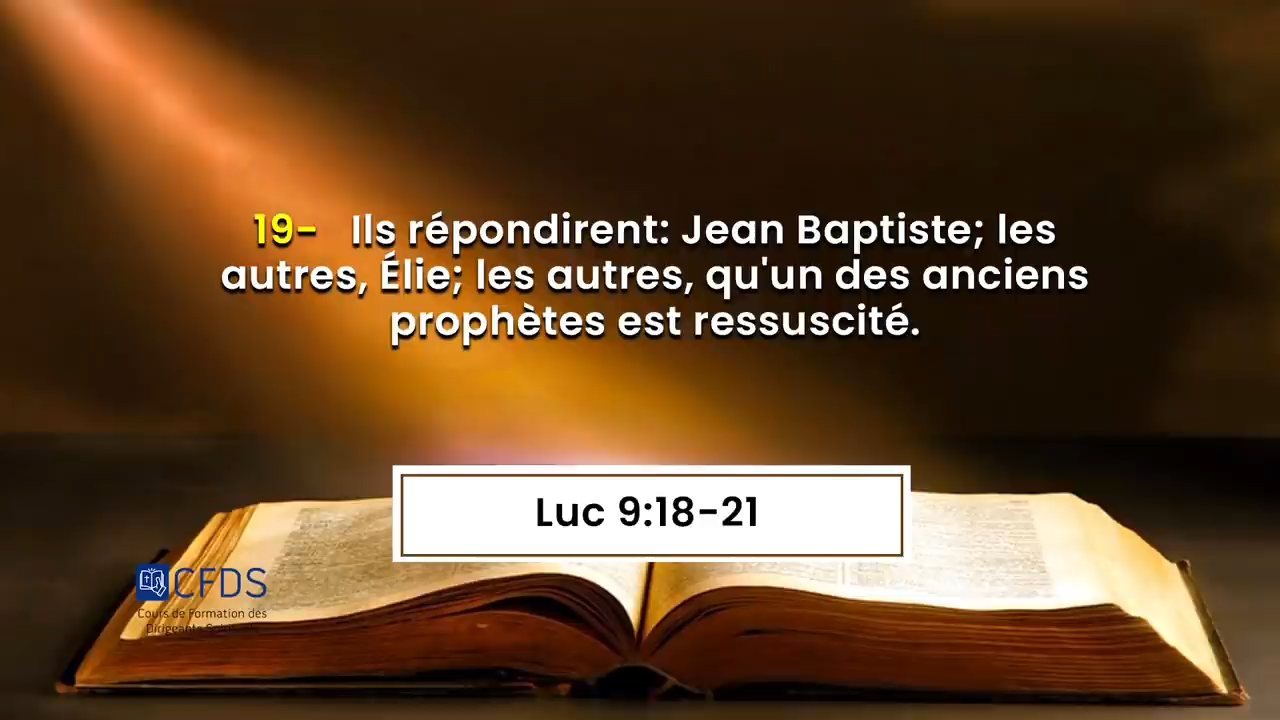 19- Ils répondirent: Jean Baptiste; les
autres, Élie; les autres, qu'un des anciens
prophètes est ressuscité.
Luc 9:18-21
CFDS
Cours de Formation des
Dirigeants